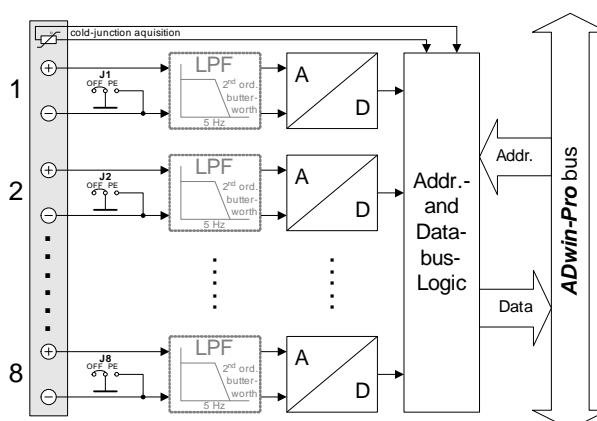 cold-junction aquisition
1
+
−
J1
OFF PE
LPF
2nd ord.
butter-
worth
5 Hz
A
D
2
+
−
J2
OFF PE
LPF
2nd ord.
butter-
worth
5 Hz
A
D
8
+
−
J8
OFF PE
LPF
2nd ord.
butter-
worth
5 Hz
A
D
Addr.-
and
Data-
bus-
Logic
Addr.
Data
ADwin-Pro bus